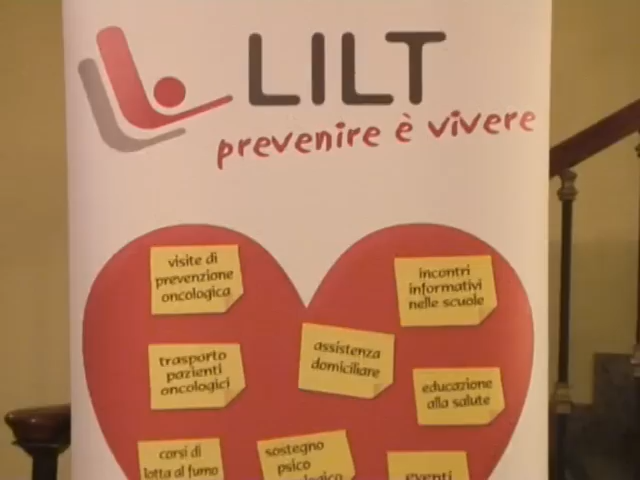 LILT
prevenire è vivere
visite di
prevenzione
oncologica
incontri
informativi
nelle scuole
trasporto
pazienti
oncologici
assistenza
domiciliare
educazione
alla salute
corsi di
lotta al fumo
sostegno
psico
eventi